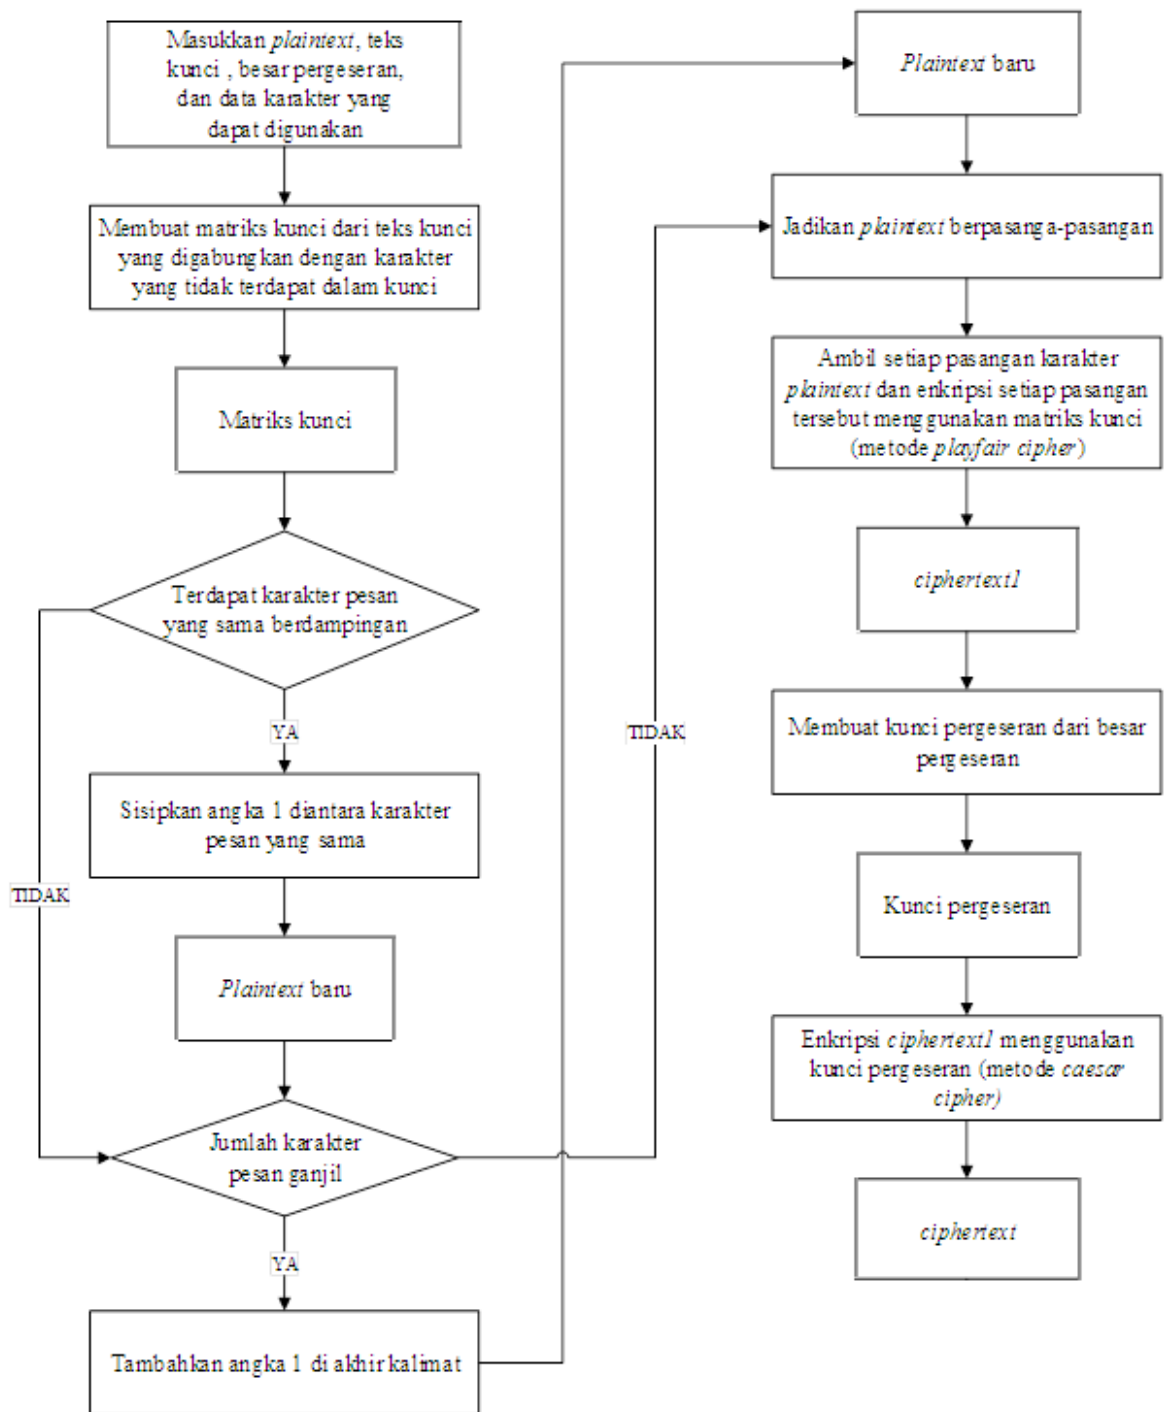 Masukkan plaintext, teks
kunci , besar pergeseran,
dan data karakter yang
dapat digunakan
Membuat matriks kunci dari teks kunci
yang digabungkan dengan karakter
yang tidak terdapat dalam kunci
Matriks kunci
Terdapat karakter pesan
yang sama berdampingan
YA
TIDAK
Sisipkan angka 1 diantara karakter
pesan yang sama
Plaintext baru
Jumlah karakter
pesan ganjil
YA
TIDAK
Tambahkan angka 1 di akhir kalimat
Plaintext baru
Jadikan plaintext berpasanga-pasangan
Ambil setiap pasangan karakter
plaintext dan enkripsi setiap pasangan
tersebut menggunakan matriks kunci
(metode playfair cipher)
ciphertext1
Membuat kunci pergeseran dari besar
pergeseran
Kunci pergeseran
Enkripsi ciphertext1 menggunakan
kunci pergeseran (metode caesar
cipher)
ciphertext